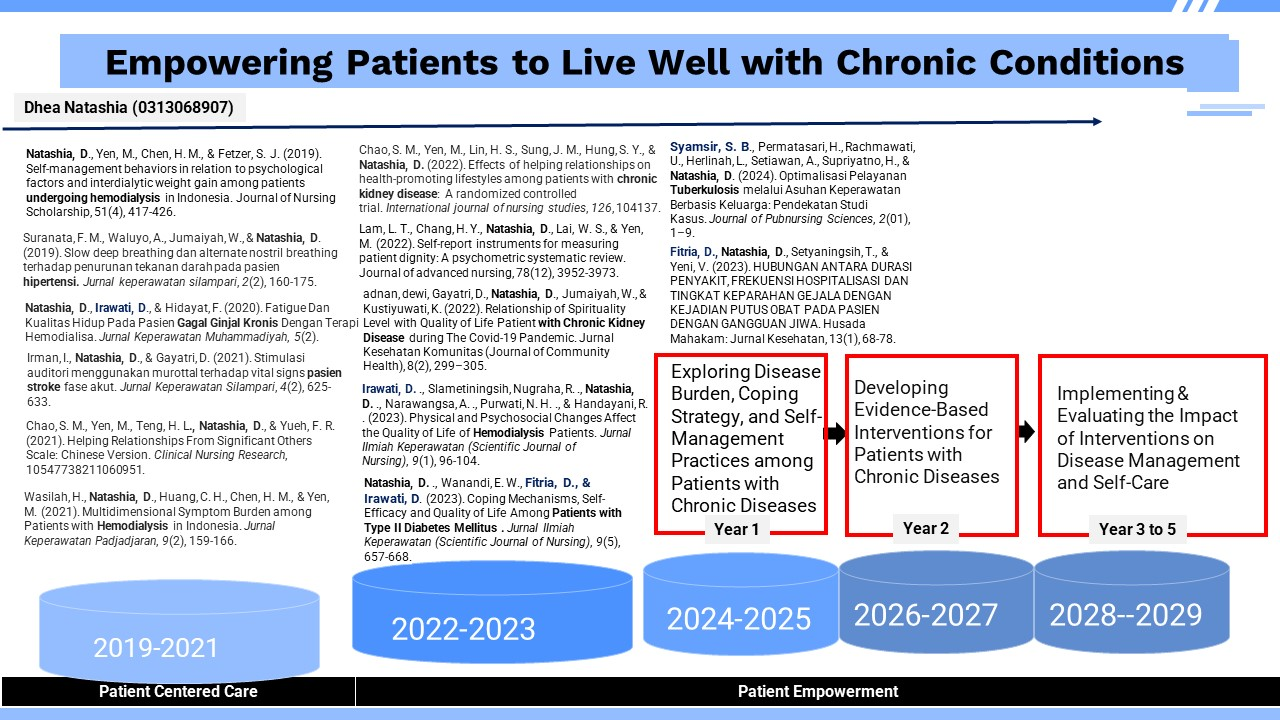 Empowering Patients to Live Well with Chronic Conditions
Dhea Natashia (0313068907)
Natashia, D., Yen, M., Chen, H. M., & Fetzer, S. J. (2019).
Self-management behaviors in relation to psychological
factors and interdialytic weight gain among patients
undergoing hemodialysis in Indonesia. Journal of Nursing
Scholarship, 51(4), 417-426.
Suranata, F. M., Waluyo, A., Jumaiyah, W., & Natashia, D.
(2019). Slow deep breathing dan alternate nostril breathing
terhadap penurunan tekanan darah pada pasien
hipertensi. Jurnal keperawatan silampari, 2(2), 160-175.
Natashia, D., Irawati, D., & Hidayat, F. (2020). Fatigue Dan
Kualitas Hidup Pada Pasien Gagal Ginjal Kronis Dengan Terapi
Hemodialisa. Jurnal Keperawatan Muhammadiyah, 5(2).
Irman, I., Natashia, D., & Gayatri, D. (2021). Stimulasi
auditori menggunakan murottal terhadap vital signs pasien
stroke fase akut. Jurnal Keperawatan Silampari, 4(2), 625-
633.
Chao, S. M., Yen, M., Teng, H. L., Natashia, D., & Yueh, F. R.
(2021). Helping Relationships From Significant Others
Scale: Chinese Version. Clinical Nursing Research,
10547738211060951.
Wasilah, H., Natashia, D., Huang, C. H., Chen, H. M., & Yen,
M. (2021). Multidimensional Symptom Burden among
Patients with Hemodialysis in Indonesia. Jurnal
Keperawatan Padjadjaran, 9(2), 159-166.
Chao, S. M., Yen, M., Lin, H. S., Sung, J. M., Hung, S. Y., &
Natashia, D. (2022). Effects of helping relationships on
health-promoting lifestyles among patients with chronic
kidney disease: A randomized controlled
trial. International journal of nursing studies, 126, 104137.
Lam, L. T., Chang, H. Y., Natashia, D., Lai, W. S., & Yen,
M. (2022). Self-report instruments for measuring
patient dignity: A psychometric systematic review.
Journal of advanced nursing, 78(12), 3952-3973.
adnan, dewi, Gayatri, D., Natashia, D., Jumaiyah, W., &
Kustiyuwati, K. (2022). Relationship of Spirituality
Level with Quality of Life Patient with Chronic Kidney
Disease during The Covid-19 Pandemic. Jurnal
Kesehatan Komunitas (Journal of Community
Health), 8(2), 299–305.
Irawati, D. ., Slametiningsih, Nugraha, R. ., Natashia,
D. ., Narawangsa, A. ., Purwati, N. H. ., & Handayani, R.
. (2023). Physical and Psychosocial Changes Affect
the Quality of Life of Hemodialysis Patients. Jurnal
Ilmiah Keperawatan (Scientific Journal of
Nursing), 9(1), 96-104.
Natashia, D. ., Wanandi, E. W., Fitria, D., &
Irawati, D. (2023). Coping Mechanisms, Self-
Efficacy and Quality of Life Among Patients with
Type II Diabetes Mellitus . Jurnal Ilmiah
Keperawatan (Scientific Journal of Nursing), 9(5),
657-668.
Syamsir, S. B., Permatasari, H., Rachmawati,
U., Herlinah, L., Setiawan, A., Supriyatno, H., &
Natashia, D. (2024). Optimalisasi Pelayanan
Tuberkulosis melalui Asuhan Keperawatan
Berbasis Keluarga: Pendekatan Studi
Kasus. Journal of Pubnursing Sciences, 2(01),
1–9.
Fitria, D., Natashia, D., Setyaningsih, T., &
Yeni, V. (2023). HUBUNGAN ANTARA DURASI
PENYAKIT, FREKUENSI HOSPITALISASI DAN
TINGKAT KEPARAHAN GEJALA DENGAN
KEJADIAN PUTUS OBAT PADA PASIEN
DENGAN GANGGUAN JIWA. Husada
Mahakam: Jurnal Kesehatan, 13(1), 68-78.
Exploring Disease
Burden, Coping
Strategy, and Self-
Management
Practices among
Patients with
Chronic Diseases
Year 1
Developing
Evidence-Based
Interventions for
Patients with
Chronic Diseases
Year 2
Implementing &
Evaluating the Impact
of Interventions on
Disease Management
and Self-Care
Year 3 to 5
2019-2021
2022-2023
2024-2025
2026-2027
2028--2029
Patient Centered Care
Patient Empowerment